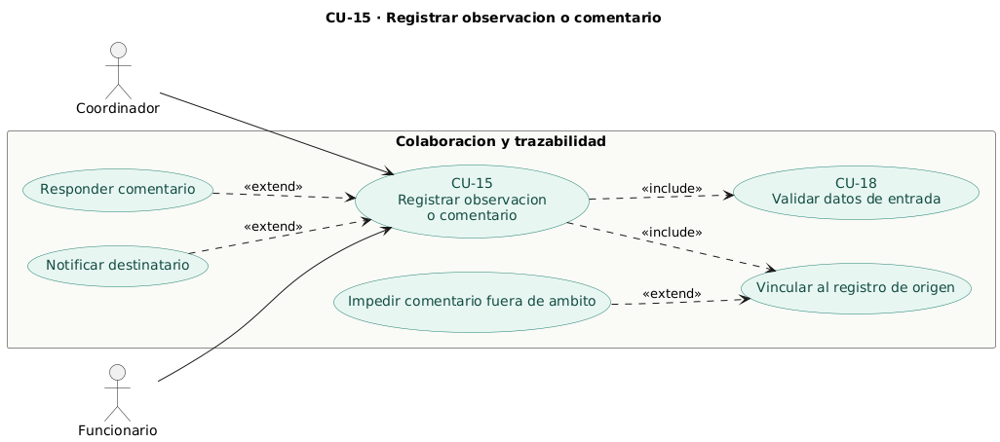 CU-15 · Registrar observacion o comentario
Coordinador
Colaboracion y trazabilidad
Responder comentario
«extend»
CU-15
Registrar observacion
o comentario
«include»
CU-18
Validar datos de entrada
Notificar destinatario
«extend»
«include»
Impedir comentario fuera de ambito
«extend»
Vincular al registro de origen
Funcionario